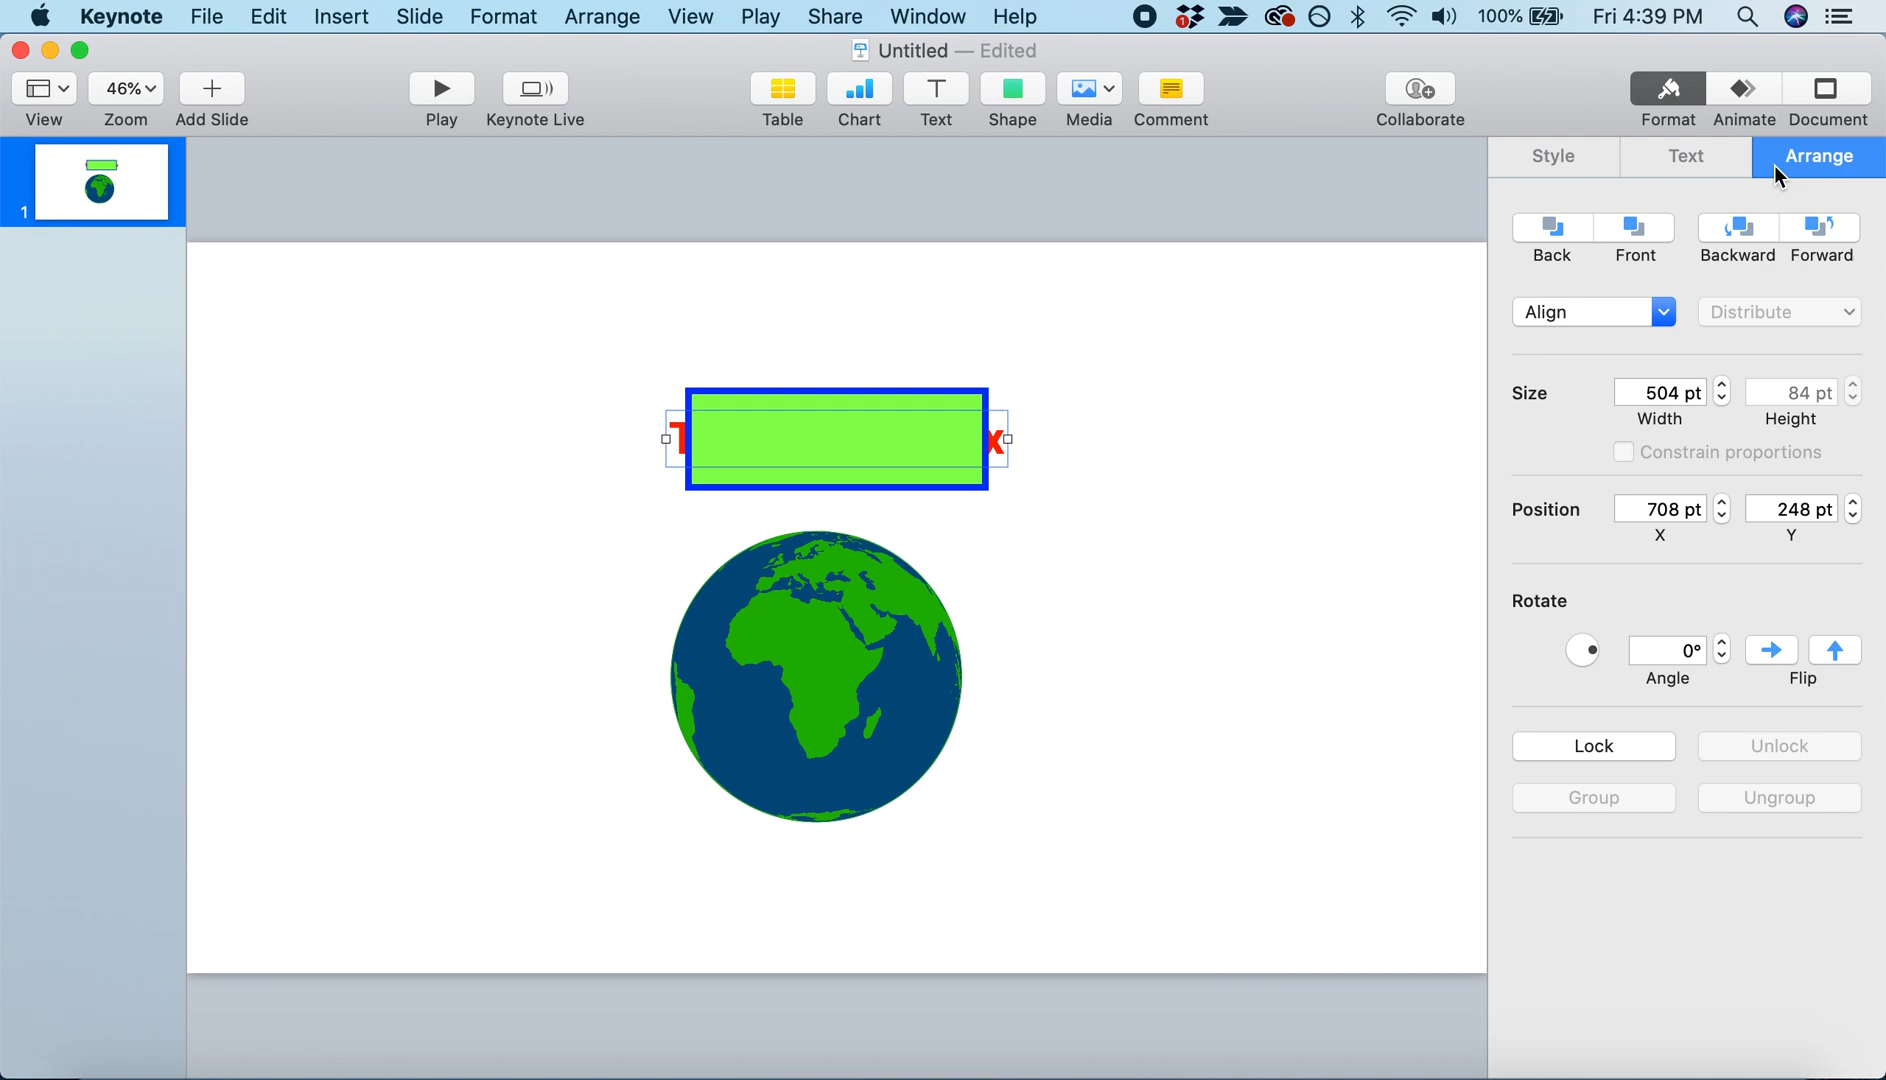 Keynote File Edit Insert Slide Format Arrange View Play Share Window Help 1 100% Fri 4:39 PM
Untitled — Edited
46%
View Zoom Add Slide Play Keynote Live Table Chart Text Shape Media Comment Collaborate Format Animate Document
Style Text Arrange
1
Back Front Backward Forward
Align Distribute
Size 504 pt 84 pt
Width Height
T x
Constrain proportions
Position 708 pt 248 pt
X Y
Rotate
0°
Angle Flip
Lock Unlock
Group Ungroup